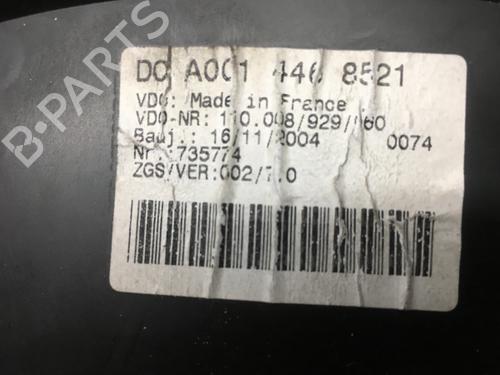 B-PARTS
DC A001 446 8521
VDO: Made in France
VDO-NR: 110.008/929/060
Bauj.: 16/11/2004 0074
Nr.:735774
ZGS/VER:002/7.0